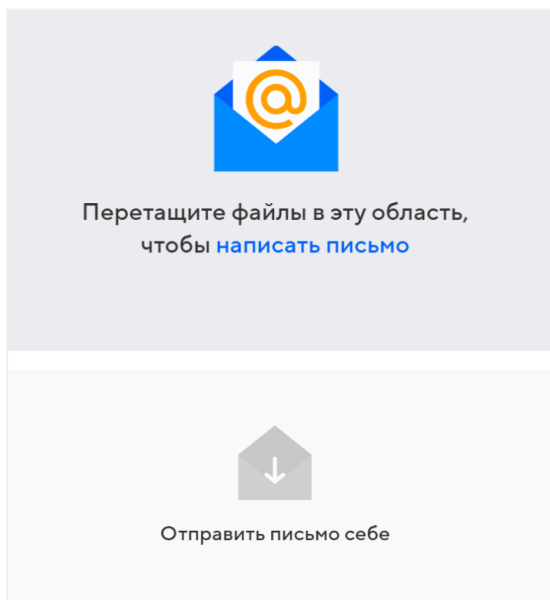 Перетащите файлы в эту область,
чтобы написать письмо
Отправить письмо себе